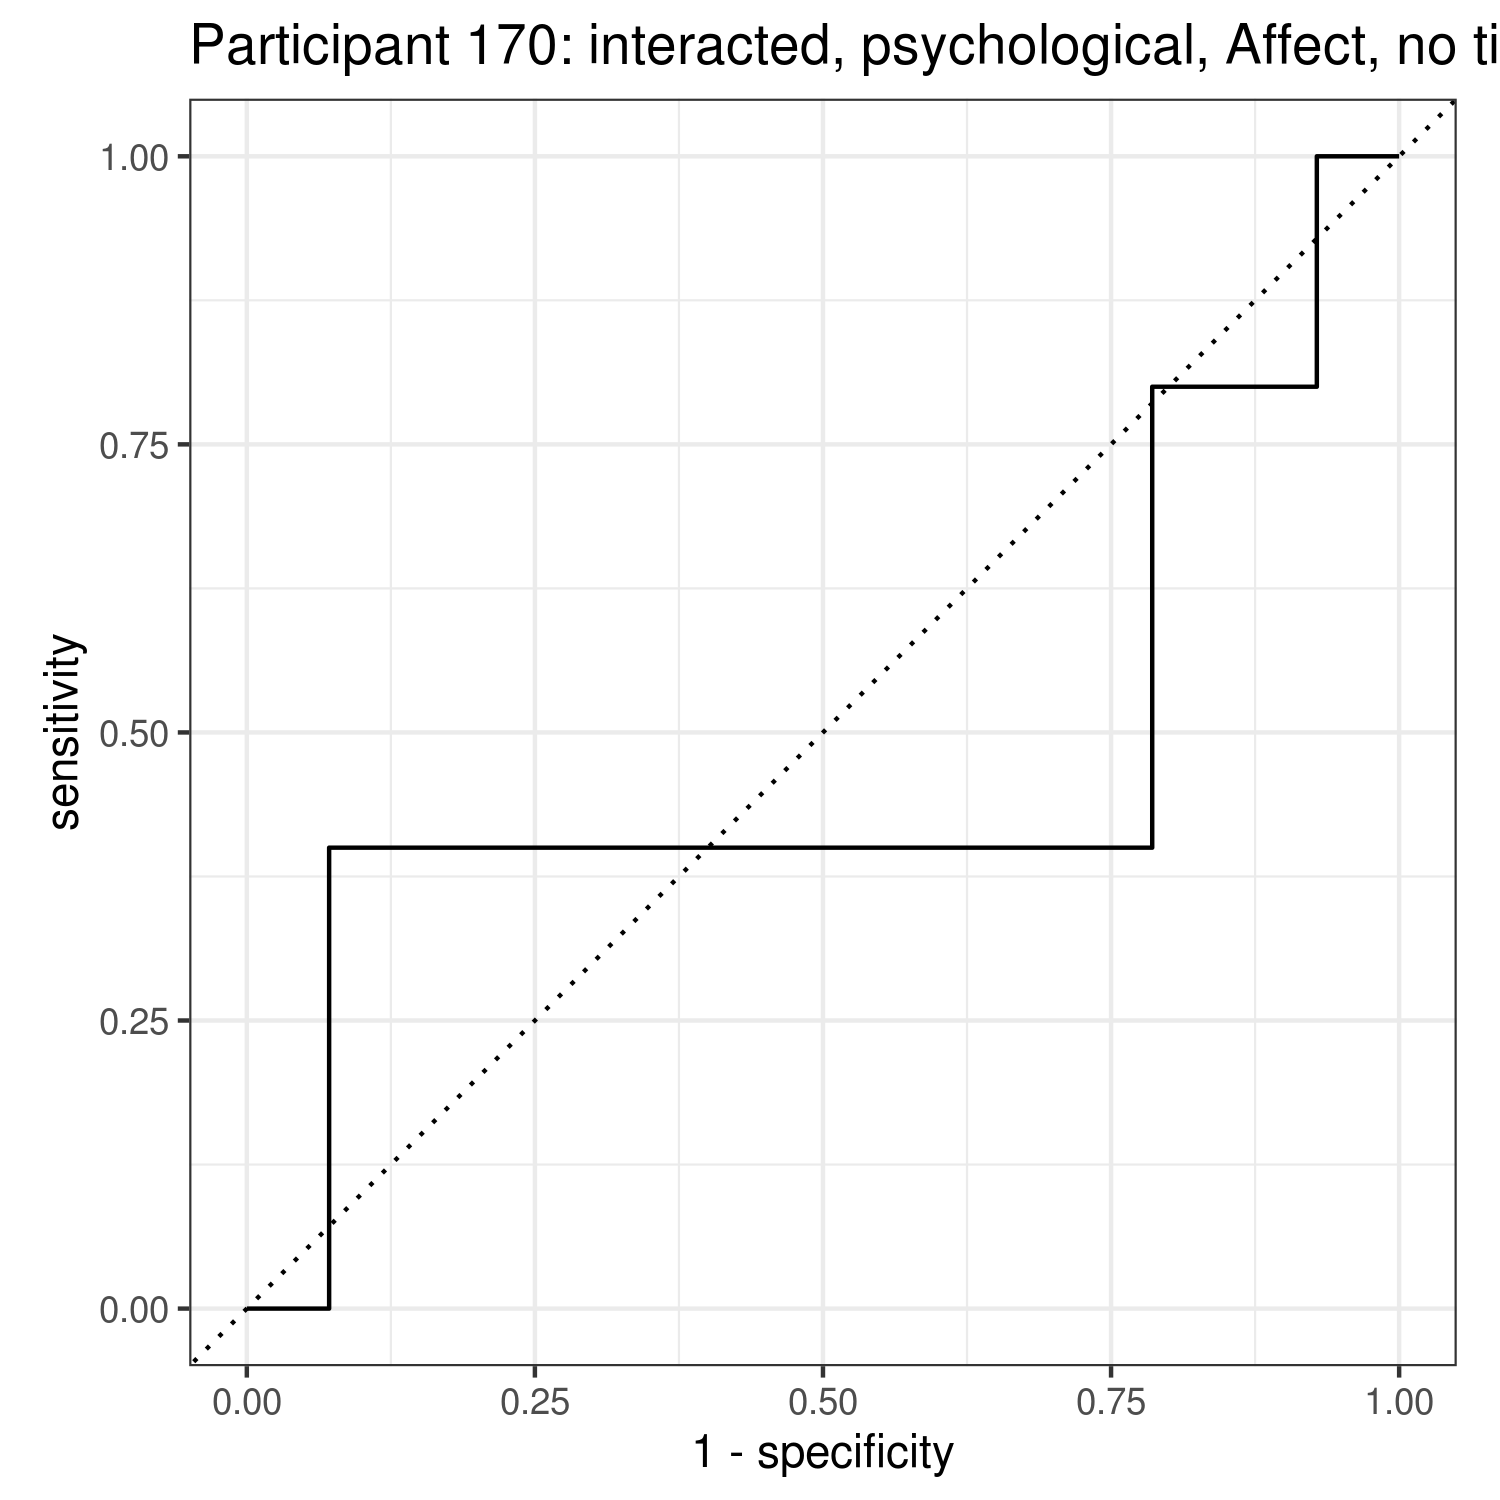 Participant 170: interacted, psychological, Affect, no ti
1.00
0.75
0.50
0.25
0.00
sensitivity
0.00 0.25 0.50 0.75 1.00
1 - specificity